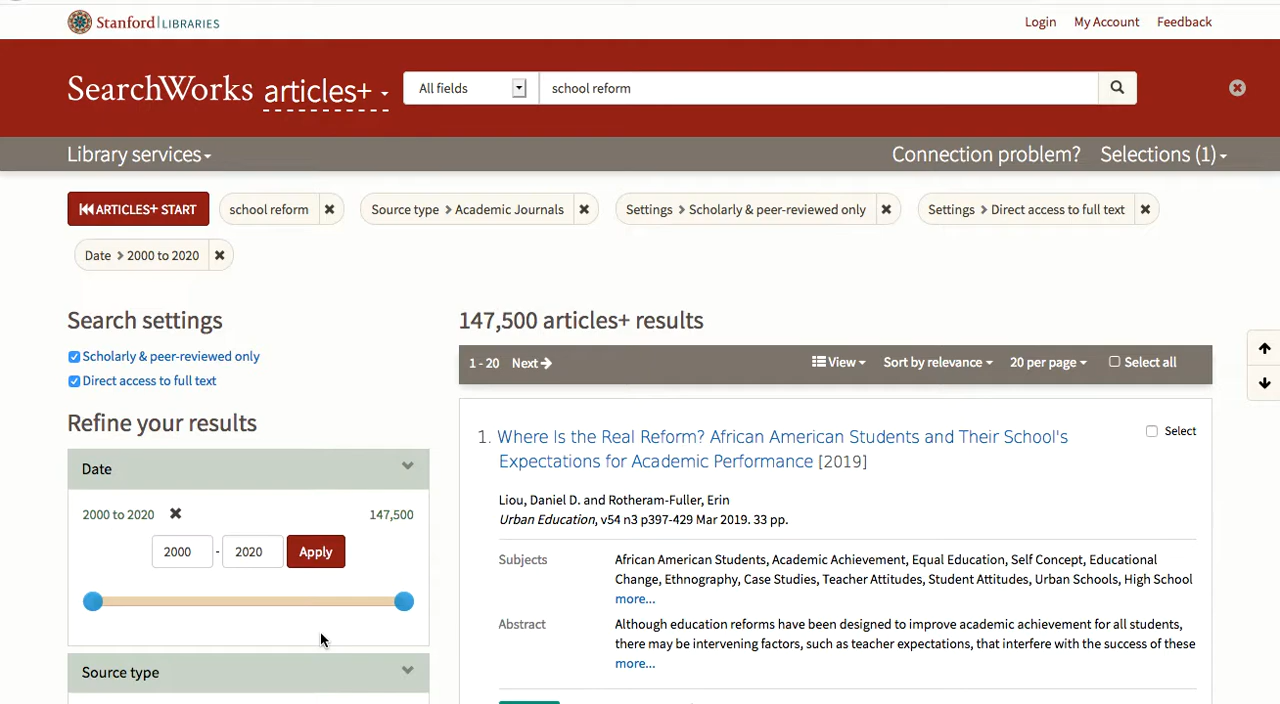 Stanford LIBRARIES
Login My Account Feedback
SearchWorks articles+ All fields school reform
Library services Connection problem? Selections (1)
ARTICLES+ START school reform Source type > Academic Journals Settings > Scholarly & peer-reviewed only Settings > Direct access to full text
Date > 2000 to 2020
Search settings
147,500 articles+ results
Scholarly & peer-reviewed only
Direct access to full text
1 - 20 Next View Sort by relevance 20 per page Select all
Refine your results
Date
2000 to 2020 147,500
2000 - 2020 Apply
Source type
1. Where Is the Real Reform? African American Students and Their School's
Expectations for Academic Performance [2019]
Select
Liou, Daniel D. and Rotheram-Fuller, Erin
Urban Education, v54 n3 p397-429 Mar 2019. 33 pp.
Subjects African American Students, Academic Achievement, Equal Education, Self Concept, Educational
Change, Ethnography, Case Studies, Teacher Attitudes, Student Attitudes, Urban Schools, High School
more...
Abstract Although education reforms have been designed to improve academic achievement for all students,
there may be intervening factors, such as teacher expectations, that interfere with the success of these
more...